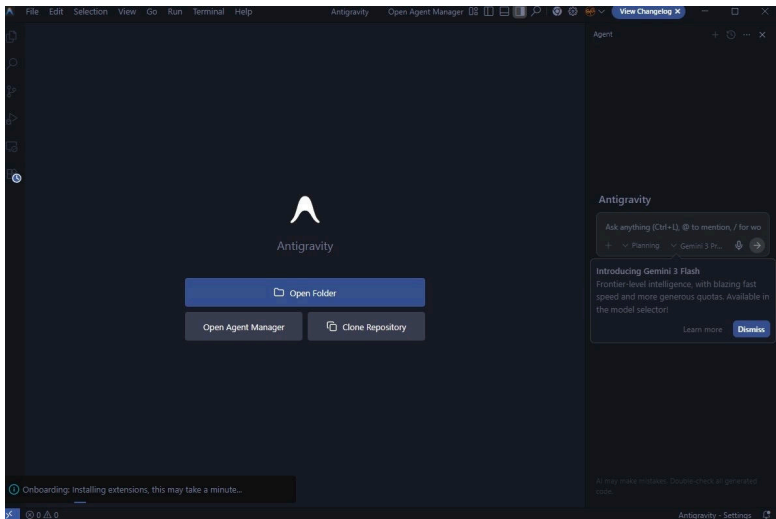 File Edit Selection View Go Run Terminal Help Antigravity Open Agent Manager View Changelog ×
Agent
Antigravity
Antigravity
Ask anything (Ctrl+L), @ to mention, / for wo
Planning Gemini 3 Pr...
Open Folder
Open Agent Manager Clone Repository
Introducing Gemini 3 Flash
Frontier-level intelligence, with blazing fast
speed and more generous quotas. Available in
the model selector!
Learn more Dismiss
Onboarding: Installing extensions, this may take a minute...
AI may make mistakes. Double-check all generated
code.
0 0 Antigravity - Settings